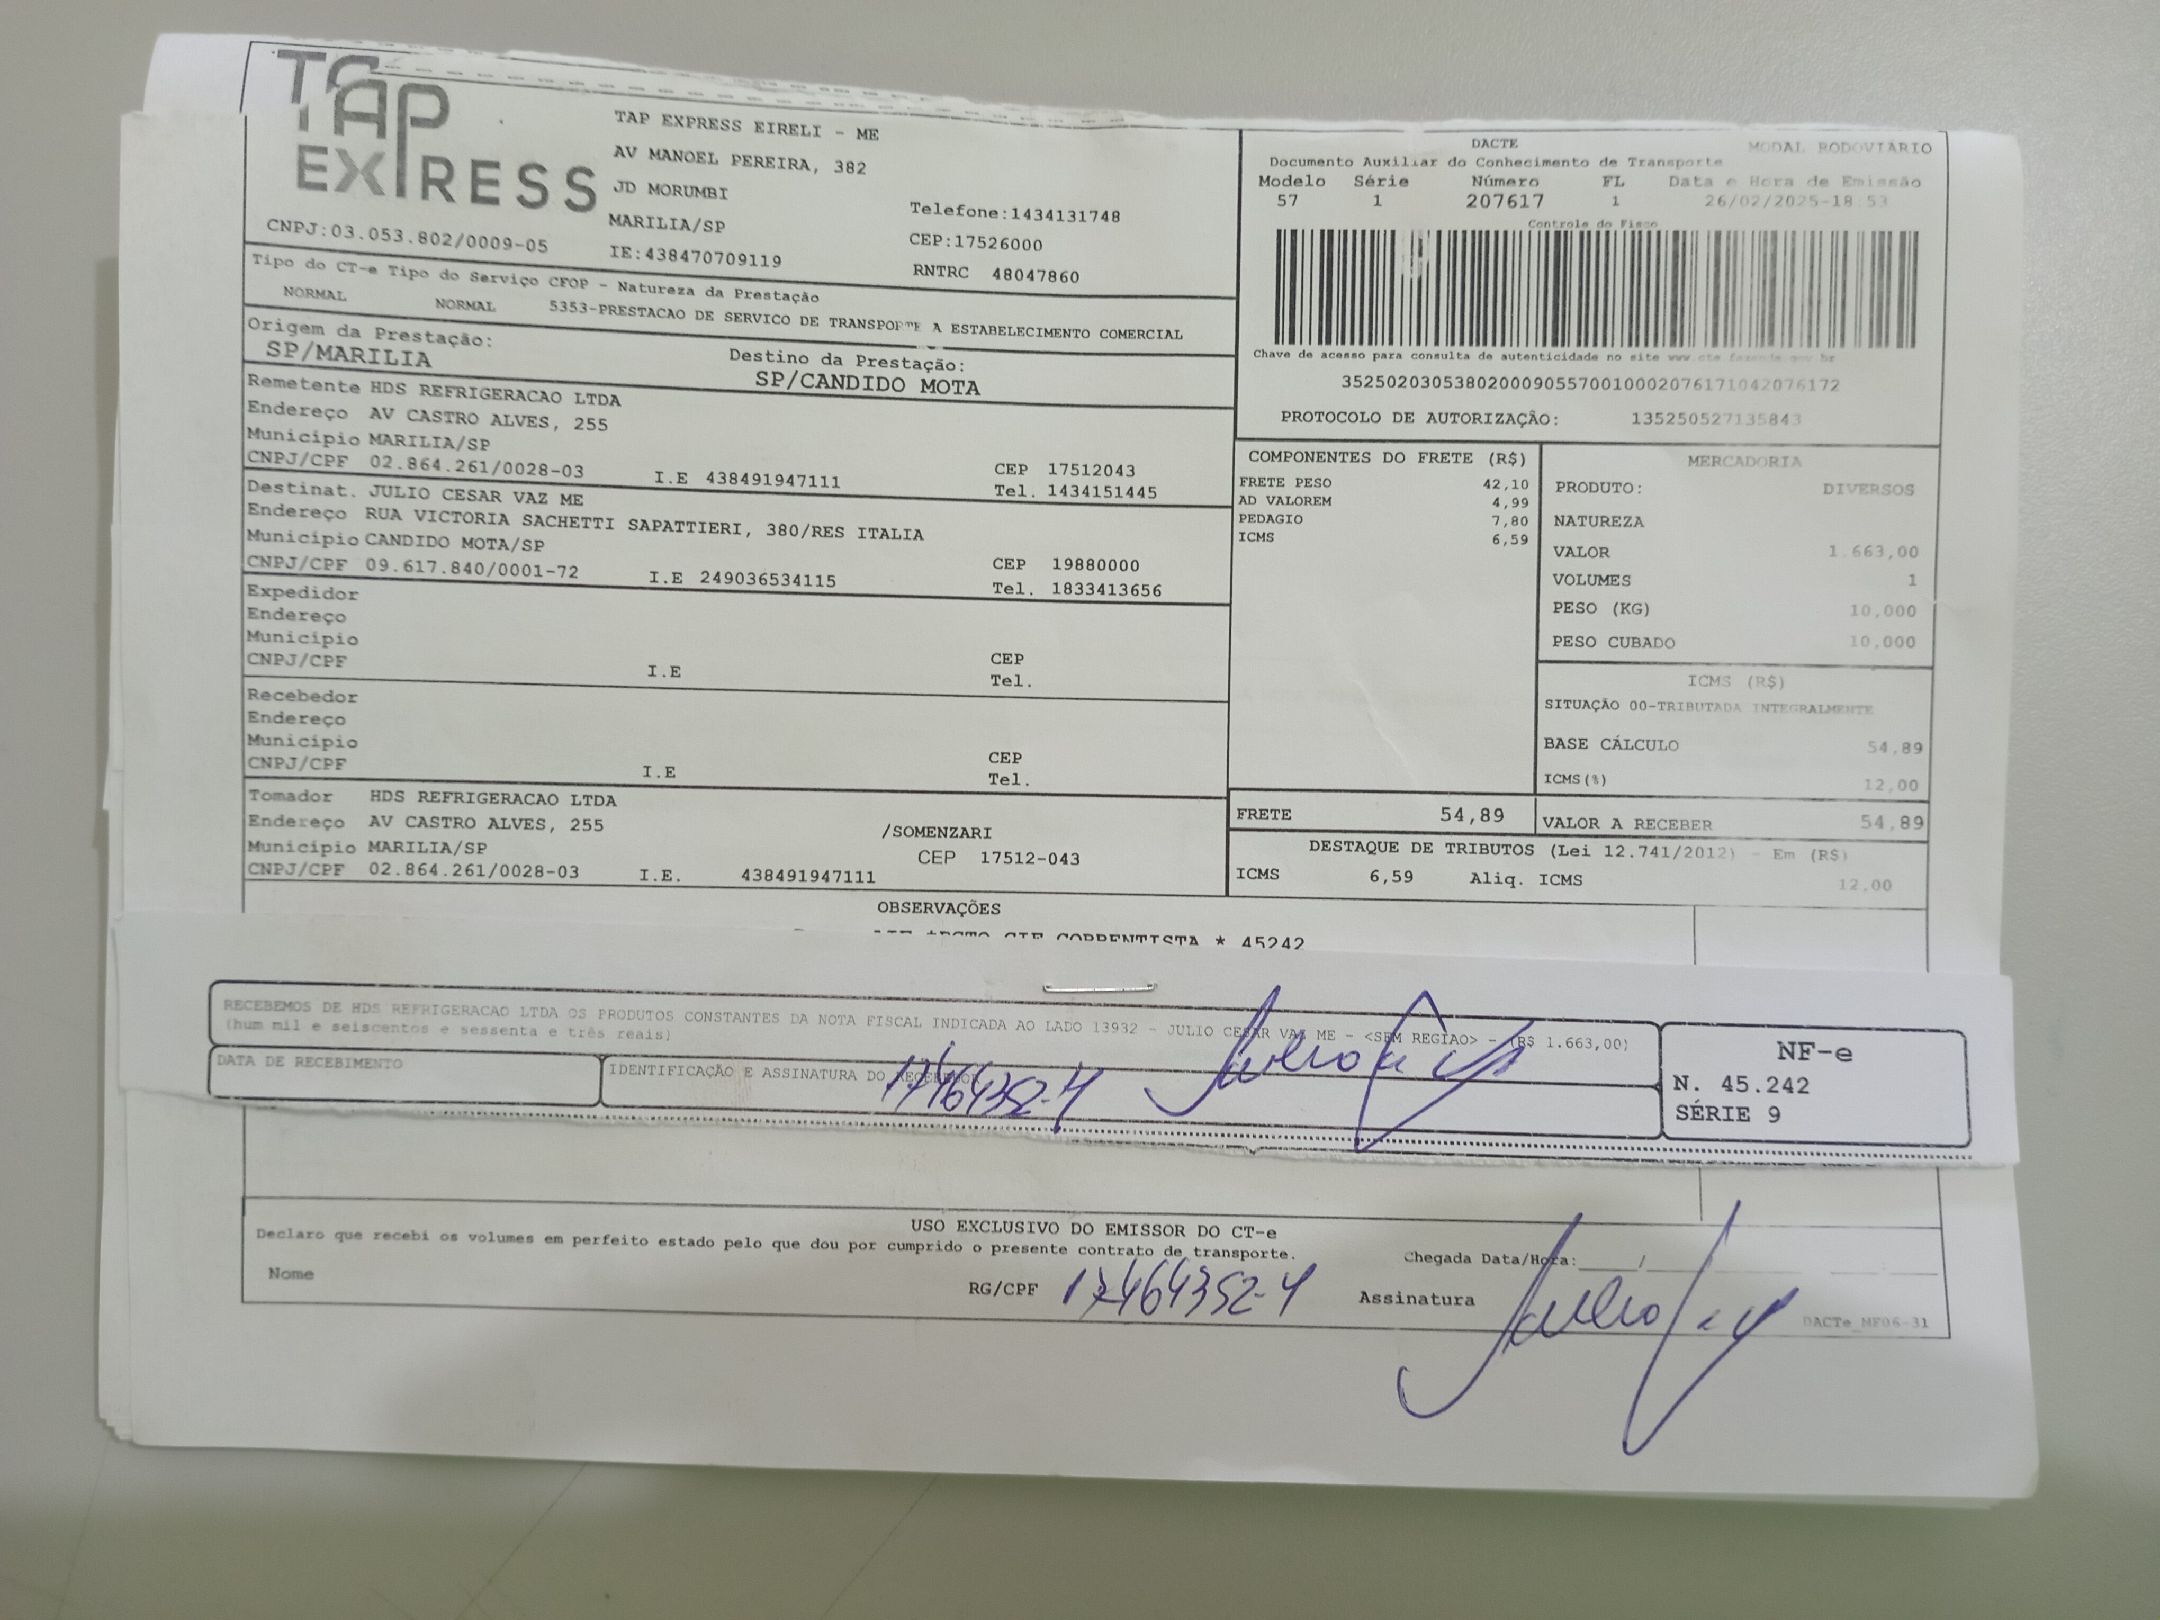 TAP
EXPRESS
CNPJ:03.053.802/0009-05
TAP EXPRESS EIRELI - ME
AV MANOEL PEREIRA, 382
JD MORUMBI
MARILIA/SP
IE:438470709119
Telefone:1434131748
CEP:17526000
RNTRC 48047860
DACTE
MODAL RODOVIARIO
Documento Auxiliar do Conhecimento de Transporte
Modelo Série Número FL Data e Hora de Emissão
57 1 207617 1 26/02/2025-18:53
Controle do Fisco
Chave de acesso para consulta de autenticidade no site www.cte.fazenda.gov.br
35250203053802000905570010002076171042076172
PROTOCOLO DE AUTORIZAÇÃO: 135250527135843
Tipo do CT-e Tipo do Serviço CFOP - Natureza da Prestação
NORMAL NORMAL 5353-PRESTACAO DE SERVICO DE TRANSPORTE A ESTABELECIMENTO COMERCIAL
Origem da Prestação:
SP/MARILIA
Destino da Prestação:
SP/CANDIDO MOTA
Remetente HDS REFRIGERACAO LTDA
Endereço AV CASTRO ALVES, 255
Município MARILIA/SP
CNPJ/CPF 02.864.261/0028-03 I.E 438491947111
CEP 17512043
Tel. 1434151445
Destinat. JULIO CESAR VAZ ME
Endereço RUA VICTORIA SACHETTI SAPATTIERI, 380/RES ITALIA
Município CANDIDO MOTA/SP
CNPJ/CPF 09.617.840/0001-72 I.E 249036534115
CEP 19880000
Tel. 1833413656
Expedidor
Endereço
Município
CNPJ/CPF I.E
CEP
Tel.
Recebedor
Endereço
Município
CNPJ/CPF I.E
CEP
Tel.
Tomador HDS REFRIGERACAO LTDA
Endereço AV CASTRO ALVES, 255 /SOMENZARI
Município MARILIA/SP CEP 17512-043
CNPJ/CPF 02.864.261/0028-03 I.E. 438491947111
COMPONENTES DO FRETE (R$)
FRETE PESO 42,10
AD VALOREM 4,99
PEDAGIO 7,80
ICMS 6,59
MERCADORIA
PRODUTO: DIVERSOS
NATUREZA
VALOR 1.663,00
VOLUMES 1
PESO (KG) 10,000
PESO CUBADO 10,000
ICMS (R$)
SITUAÇÃO 00-TRIBUTADA INTEGRALMENTE
BASE CÁLCULO 54,89
ICMS(%) 12,00
FRETE 54,89
VALOR A RECEBER 54,89
DESTAQUE DE TRIBUTOS (Lei 12.741/2012) - Em (R$)
ICMS 6,59 Aliq. ICMS 12,00
OBSERVAÇÕES
CORRENTISTA * 45242
RECEBEMOS DE HDS REFRIGERACAO LTDA OS PRODUTOS CONSTANTES DA NOTA FISCAL INDICADA AO LADO 13932 - JULIO CESAR VAZ ME - <SEM REGIAO> - (R$ 1.663,00)
(hum mil e seiscentos e sessenta e três reais)
DATA DE RECEBIMENTO
IDENTIFICAÇÃO E ASSINATURA DO RECEBEDOR
17464352-4
NF-e
N. 45.242
SÉRIE 9
USO EXCLUSIVO DO EMISSOR DO CT-e
Declaro que recebi os volumes em perfeito estado pelo que dou por cumprido o presente contrato de transporte.
Chegada Data/Hora:_____/
Nome
RG/CPF 17464352-4
Assinatura
DACTe_MF06-31